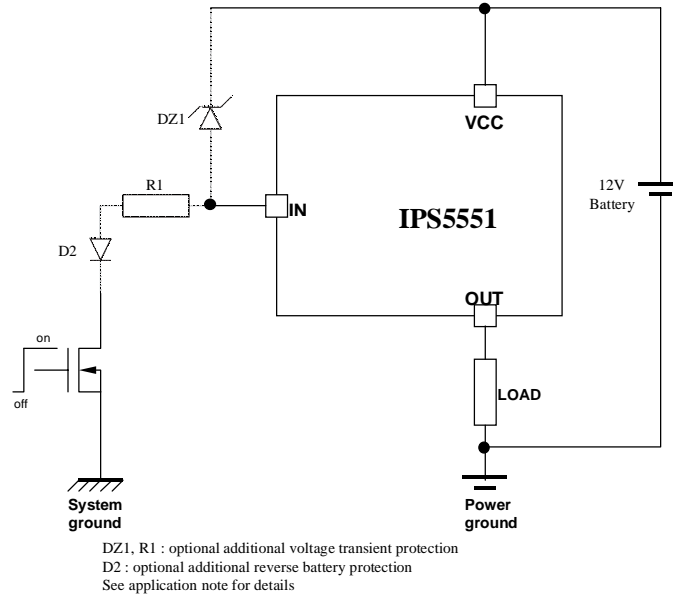 DZ1
VCC
R1
12V
Battery
IN
IPS5551
D2
OUT
on
LOAD
off
System
ground
Power
ground
DZ1, R1 : optional additional voltage transient protection
D2 : optional additional reverse battery protection
See application note for details